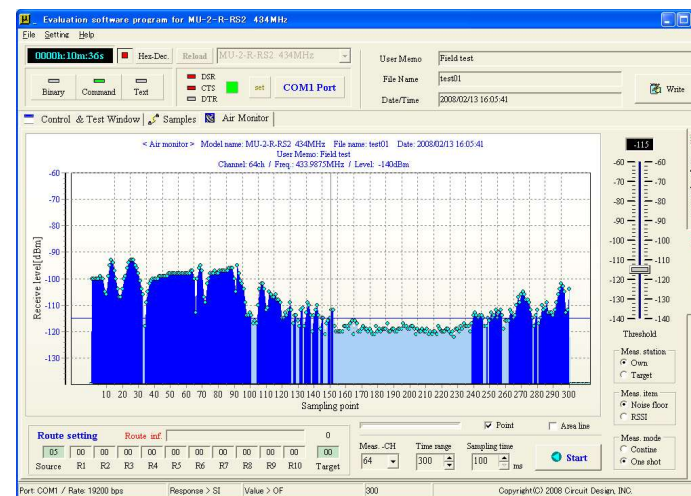 Evaluation software program for MU-2-R-RS2 434MHz
File Setting Help
0000h:10m:36s Hex-Dec. Reload MU-2-R-RS2 434MHz
User Memo Field test
Binary Command Text
DSR
CTS
DTR
set COM1 Port
File Name test01
Date/Time 2008/02/13 16:05:41
Write
Control & Test Window Samples Air Monitor
< Air monitor > Model name: MU-2-R-RS2 434MHz File name: test01 Date: 2008/02/13 16:05:41
User Memo: Field test
Channel: 64ch / Freq.: 433.9875MHz / Level: -140dBm
Receive level[dBm]
-60
-70
-80
-90
-100
-110
-120
-130
10 20 30 40 50 60 70 80 90 100 110 120 130 140 150 160 170 180 190 200 210 220 230 240 250 260 270 280 290 300
Sampling point
-115
-60 -60
-70 -70
-80 -80
-90 -90
-100 -100
-110 -110
-120 -120
-130 -130
-140 -140
Threshold
Meas. station
Own
Target
Meas. item
Noise floor
RSSI
Meas. mode
Contine
One shot
Route setting Route inf. 0
05 00 00 00 00 00 00 00 00 00 00 00
Source R1 R2 R3 R4 R5 R6 R7 R8 R9 R10 Target
Point Area line
Meas. -CH Time range Sampling time
64 300 100 ms Start
Port: COM1 / Rate: 19200 bps Response > SI Value > OF 300 Copyright(C) 2008 Circuit Design, INC.